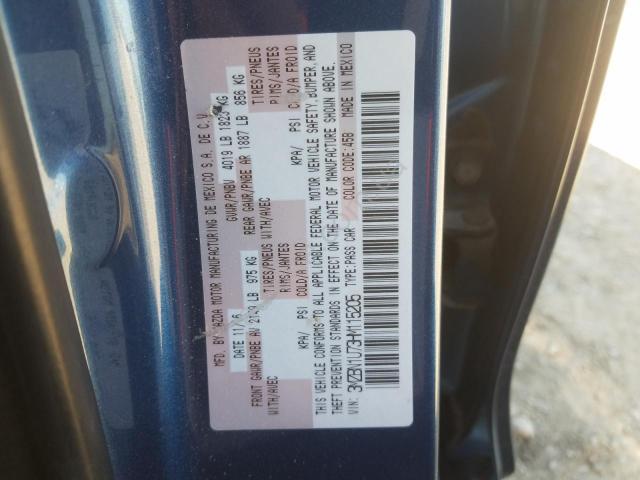 MFD. BY MAZDA MOTOR MANUFACTURING DE MEXICO S.A. DE C.V.
DATE 11/16 GVWR/PNBV 4019 LB 1823 KG
FRONT GAWR/PNBE AV 2149 LB 975 KG REAR GAWR/PNBE AR 1887 LB 856 KG
WITH/AVEC TIRES/PNEUS WITH/AVEC TIRES/PNEUS
RIMS/JANTES RIMS/JANTES
KPA/ PSI COLD/A FROID KPA/ PSI COLD/A FROID
THIS VEHICLE CONFORMS TO ALL APPLICABLE FEDERAL MOTOR VEHICLE SAFETY, BUMPER, AND
THEFT PREVENTION STANDARDS IN EFFECT ON THE DATE OF MANUFACTURE SHOWN ABOVE.
VIN: 3MZBN1U73HM115205 TYPE:PASS CAR COLOR CODE:45B MADE IN MEXICO